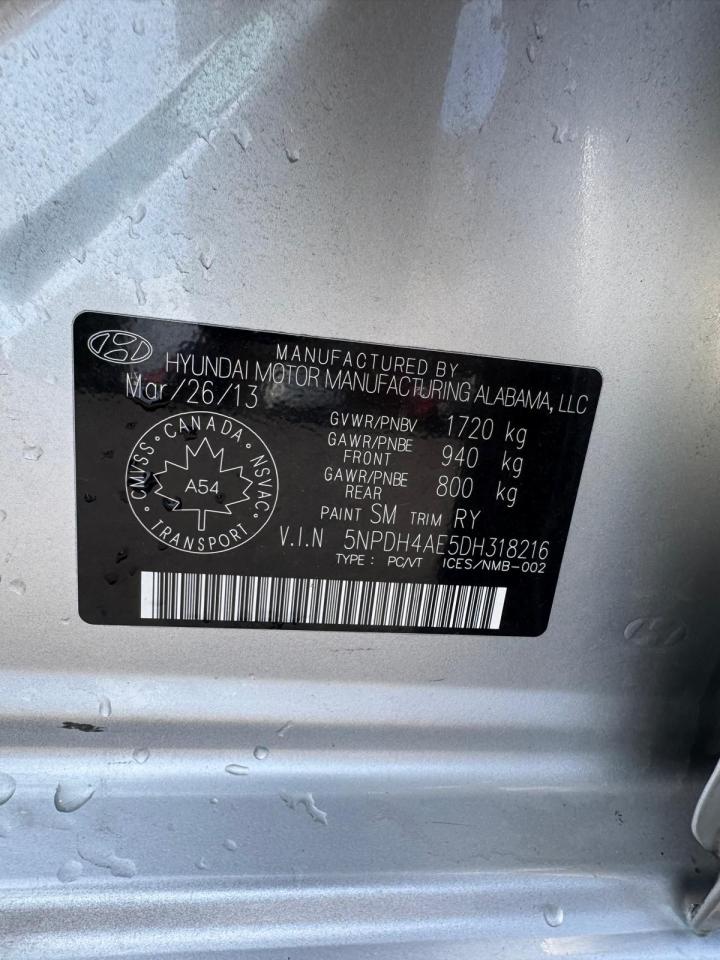 MANUFACTURED BY
HYUNDAI MOTOR MANUFACTURING ALABAMA, LLC
Mar/26/13
GVWR/PNBV 1720 kg
GAWR/PNBE FRONT 940 kg
GAWR/PNBE REAR 800 kg
CANADA
CMVSS
NSVAC
A54
TRANSPORT
PAINT SM TRIM RY
V.I.N 5NPDH4AE5DH318216
TYPE : PC/VT ICES/NMB-002